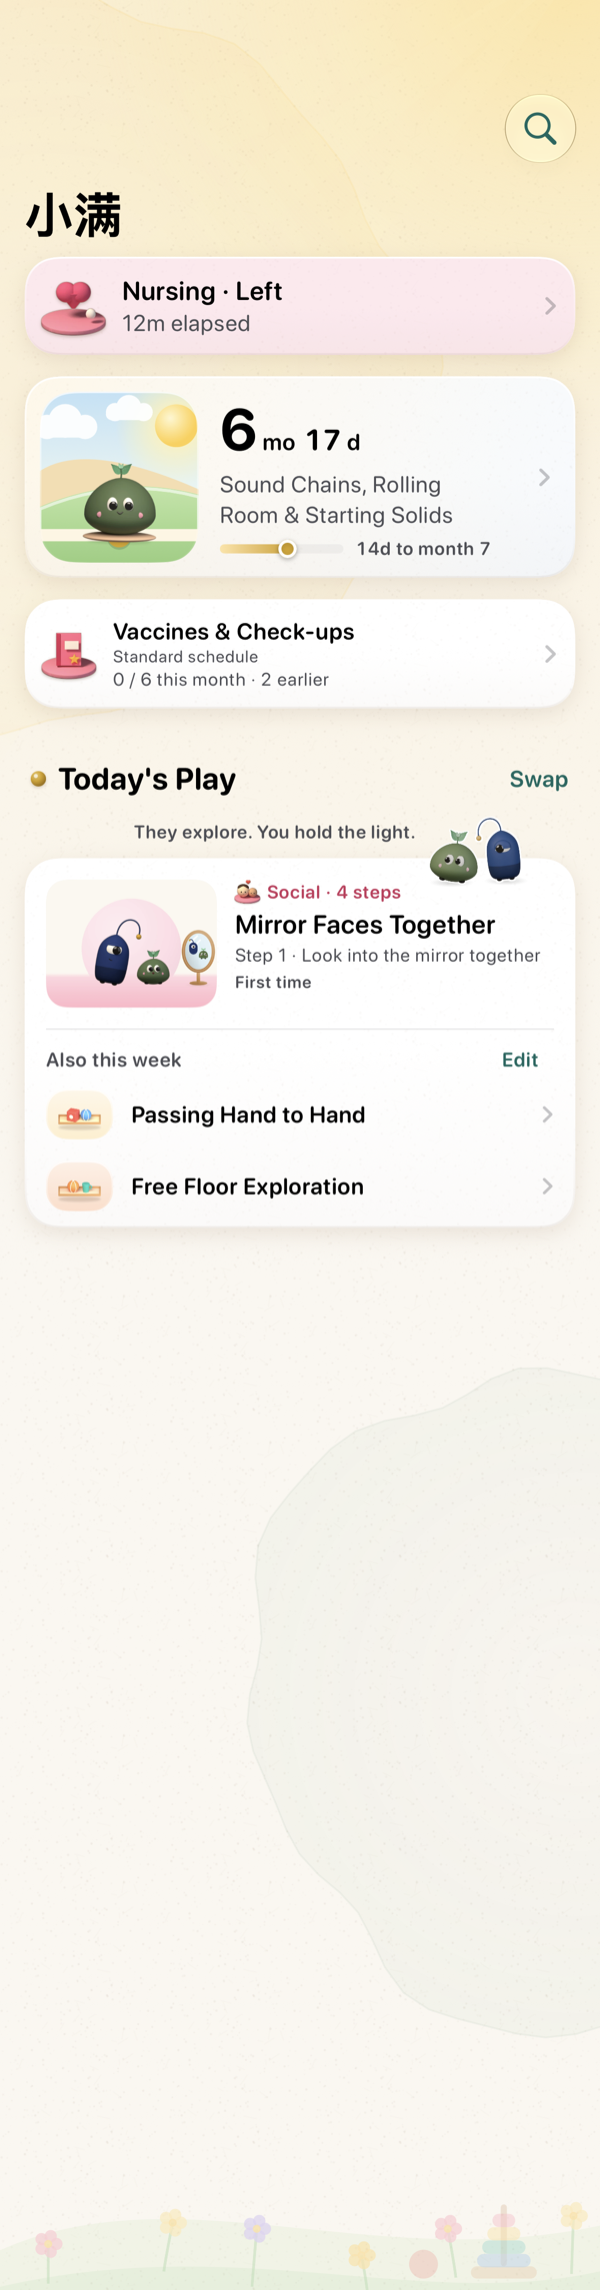 小满
Nursing · Left
12m elapsed
6 mo 17 d
Sound Chains, Rolling
Room & Starting Solids
14d to month 7
Vaccines & Check-ups
Standard schedule
0 / 6 this month · 2 earlier
Today's Play
Swap
They explore. You hold the light.
Social · 4 steps
Mirror Faces Together
Step 1 · Look into the mirror together
First time
Also this week
Edit
Passing Hand to Hand
Free Floor Exploration